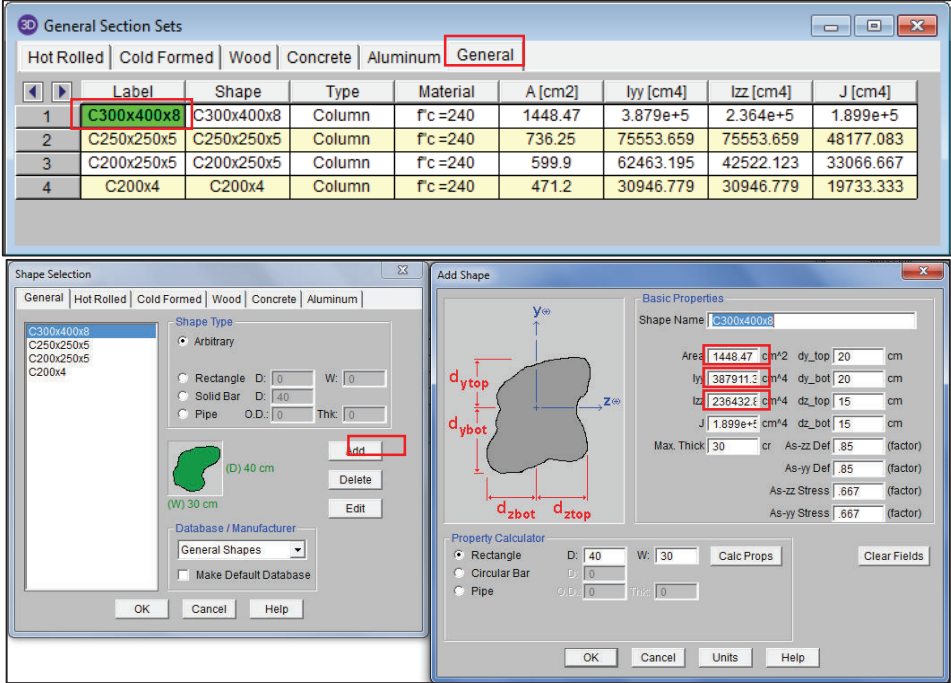 3D General Section Sets
Hot Rolled Cold Formed Wood Concrete Aluminum General
Label Shape Type Material A [cm2] Iyy [cm4] Izz [cm4] J [cm4]
1 C300x400x8 C300x400x8 Column f"c =240 1448.47 3.879e+5 2.364e+5 1.899e+5
2 C250x250x5 C250x250x5 Column f"c =240 736.25 75553.659 75553.659 48177.083
3 C200x250x5 C200x250x5 Column f"c =240 599.9 62463.195 42522.123 33066.667
4 C200x4 C200x4 Column f"c =240 471.2 30946.779 30946.779 19733.333
Shape Selection
General Hot Rolled Cold Formed Wood Concrete Aluminum
C300x400x8
C250x250x5
C200x250x5
C200x4
Shape Type
Arbitrary
Rectangle D: 0 W: 0
Solid Bar D: 40
Pipe O.D.: 0 Thk: 0
(D) 40 cm
(W) 30 cm
Add
Delete
Edit
Database / Manufacturer
General Shapes
Make Default Database
OK Cancel Help
Add Shape
y
z
dytop
dybot
dzbot dztop
Basic Properties
Shape Name C300x400x8
Area 1448.47 cm^2 dy_top 20 cm
Iyy 387911.3 cm^4 dy_bot 20 cm
Izz 236432.8 cm^4 dz_top 15 cm
J 1.899e+5 cm^4 dz_bot 15 cm
Max. Thick 30 cr As-zz Def .85 (factor)
As-yy Def .85 (factor)
As-zz Stress .667 (factor)
As-yy Stress .667 (factor)
Property Calculator
Rectangle D: 40 W: 30 Calc Props Clear Fields
Circular Bar D: 0
Pipe O.D. 0 Thk: 0
OK Cancel Units Help